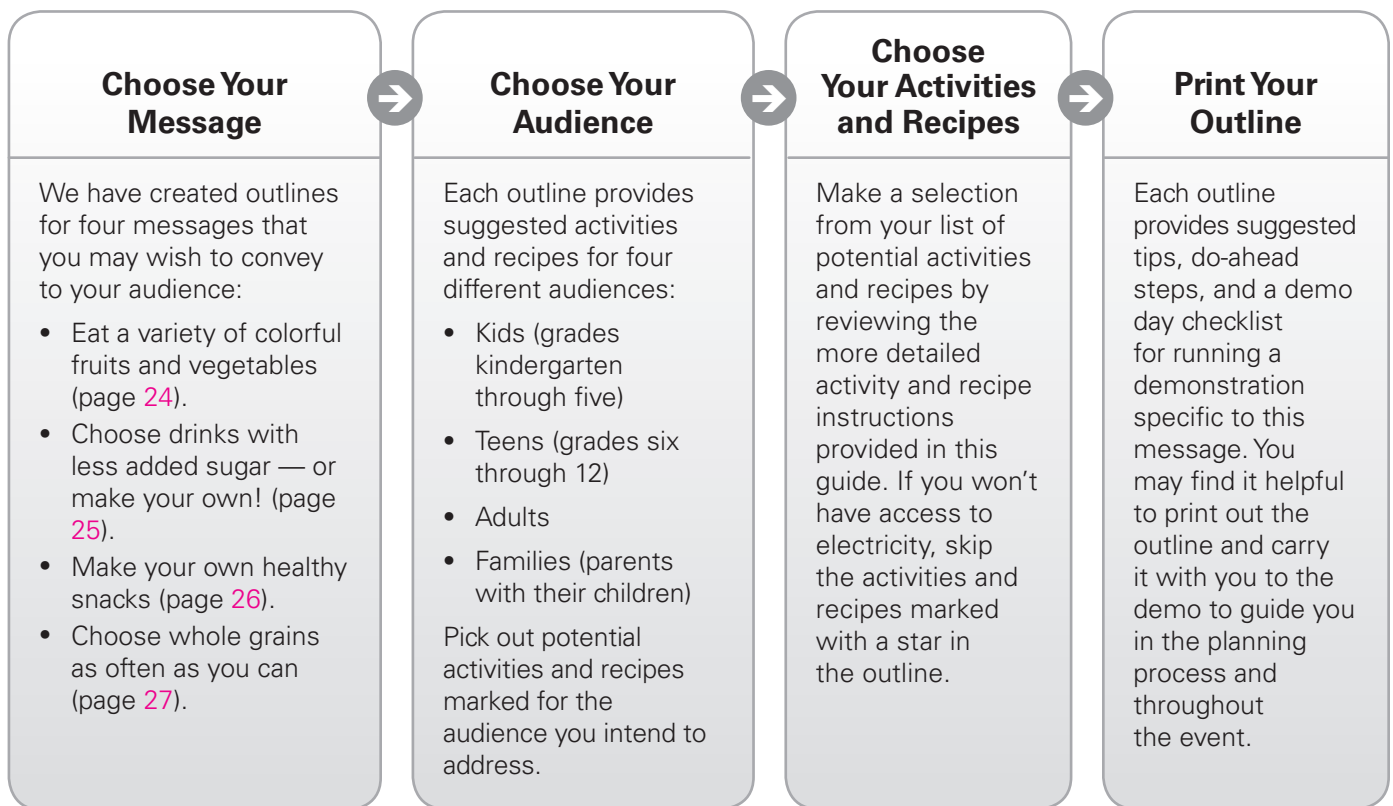 Choose Your
Message
We have created outlines
for four messages that
you may wish to convey
to your audience:
• Eat a variety of colorful
fruits and vegetables
(page 24).
• Choose drinks with
less added sugar — or
make your own! (page
25).
• Make your own healthy
snacks (page 26).
• Choose whole grains
as often as you can
(page 27).
Choose Your
Audience
Each outline provides
suggested activities
and recipes for four
different audiences:
• Kids (grades
kindergarten
through five)
• Teens (grades six
through 12)
• Adults
• Families (parents
with their children)
Pick out potential
activities and recipes
marked for the
audience you intend to
address.
Choose
Your Activities
and Recipes
Make a selection
from your list of
potential activities
and recipes by
reviewing the
more detailed
activity and recipe
instructions
provided in this
guide. If you won’t
have access to
electricity, skip
the activities and
recipes marked
with a star in
the outline.
Print Your
Outline
Each outline
provides suggested
tips, do-ahead
steps, and a demo
day checklist
for running a
demonstration
specific to this
message. You
may find it helpful
to print out the
outline and carry
it with you to the
demo to guide you
in the planning
process and
throughout
the event.